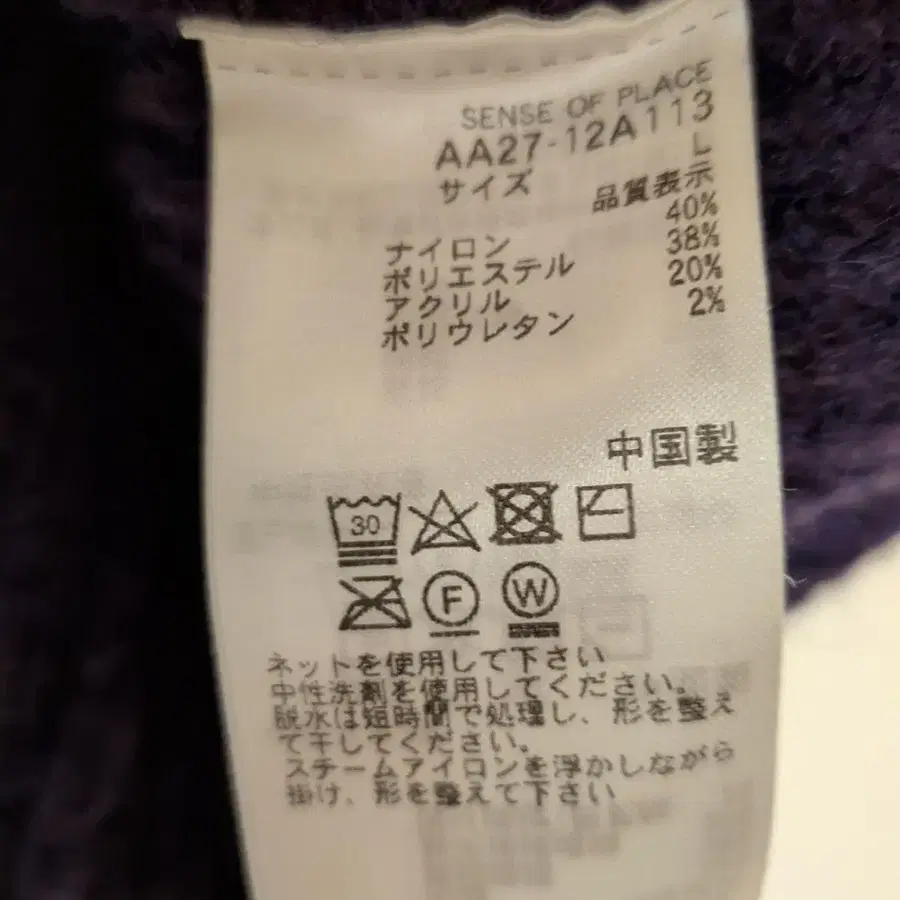 SENSE OF PLACE
AA27-12A113
サイズ L
品質表示
ナイロン 40%
ポリエステル 38%
アクリル 20%
ポリウレタン 2%
中国製
30
F W
ネットを使用して下さい
中性洗剤を使用してください。
脱水は短時間で処理し、形を整え
て干してください。
スチームアイロンを浮かしながら
掛け、形を整えて下さい